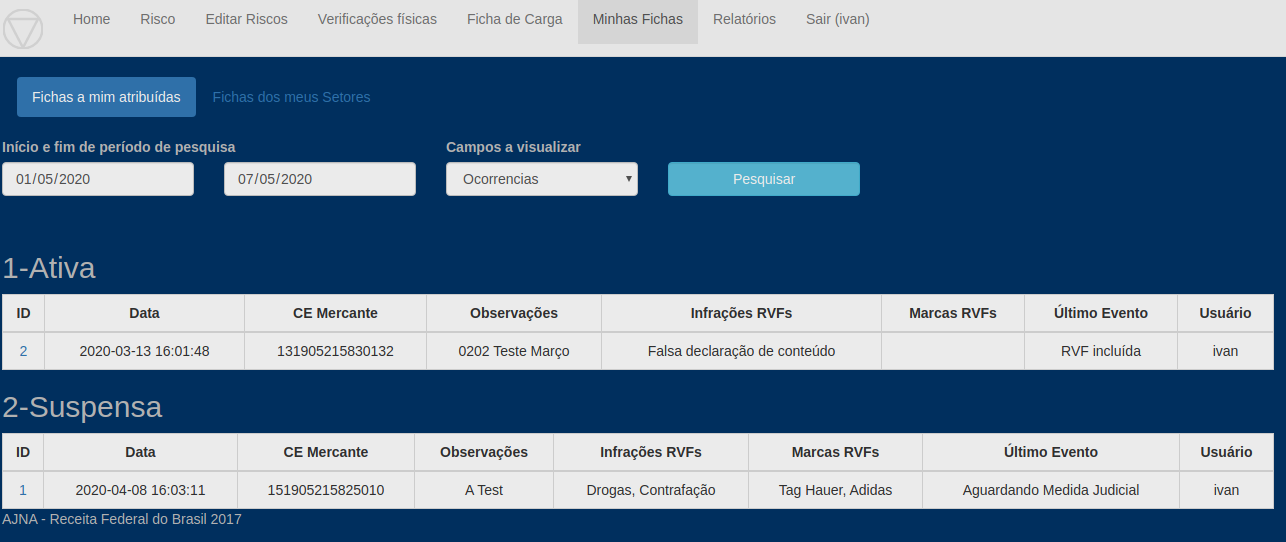 Home Risco Editar Riscos Verificações físicas Ficha de Carga Minhas Fichas Relatórios Sair (ivan)
Fichas a mim atribuídas Fichas dos meus Setores
Início e fim de período de pesquisa Campos a visualizar
01/05/2020 07/05/2020 Ocorrencias Pesquisar
1-Ativa
ID Data CE Mercante Observações Infrações RVFs Marcas RVFs Último Evento Usuário
2 2020-03-13 16:01:48 131905215830132 0202 Teste Março Falsa declaração de conteúdo RVF incluída ivan
2-Suspensa
ID Data CE Mercante Observações Infrações RVFs Marcas RVFs Último Evento Usuário
1 2020-04-08 16:03:11 151905215825010 A Test Drogas, Contrafação Tag Hauer, Adidas Aguardando Medida Judicial ivan
AJNA - Receita Federal do Brasil 2017